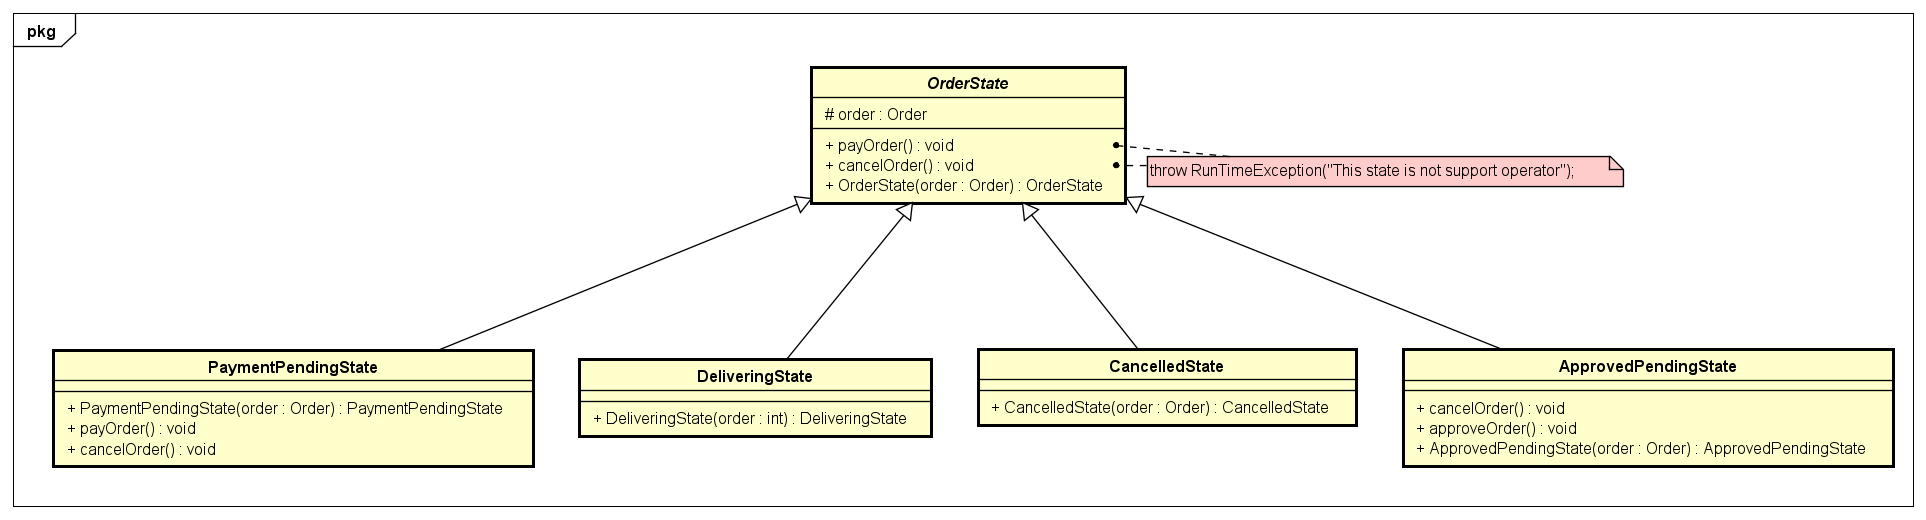 pkg
OrderState
# order : Order
+ payOrder() : void
+ cancelOrder() : void
+ OrderState(order : Order) : OrderState
throw RunTimeException("This state is not support operator");
PaymentPendingState
+ PaymentPendingState(order : Order) : PaymentPendingState
+ payOrder() : void
+ cancelOrder() : void
DeliveringState
+ DeliveringState(order : int) : DeliveringState
CancelledState
+ CancelledState(order : Order) : CancelledState
ApprovedPendingState
+ cancelOrder() : void
+ approveOrder() : void
+ ApprovedPendingState(order : Order) : ApprovedPendingState